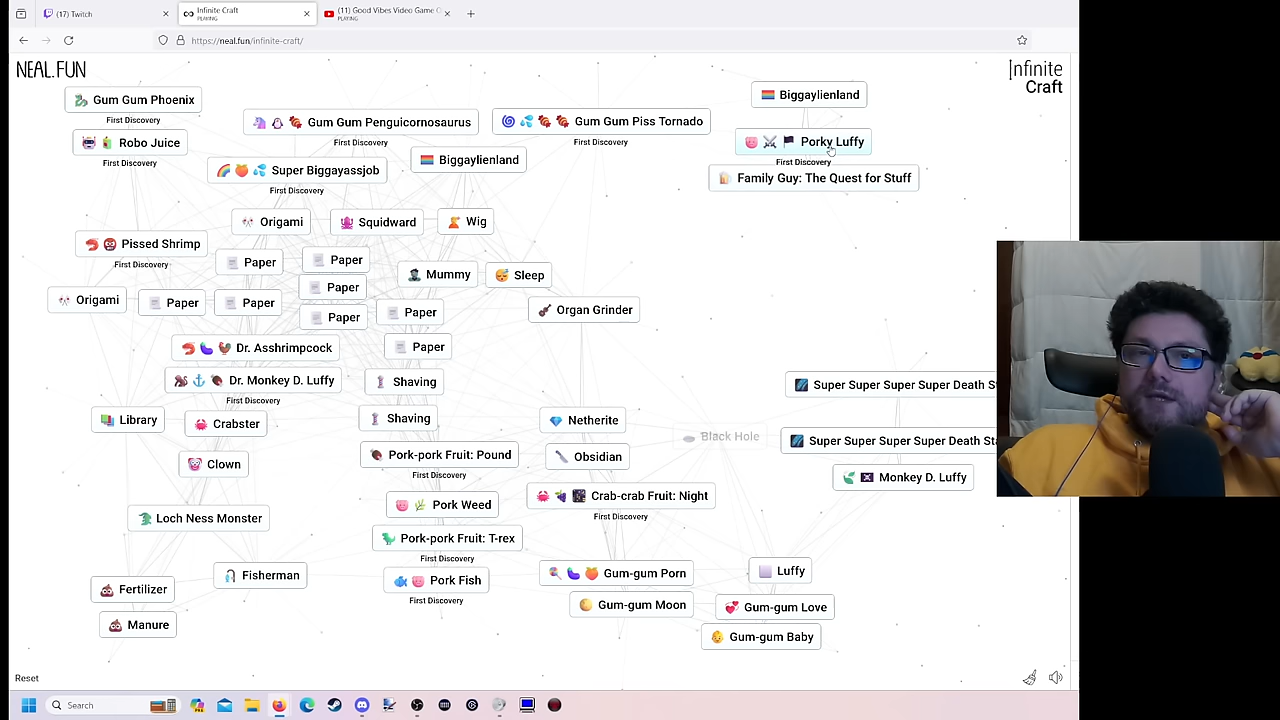 (17) Twitch
Infinite Craft
PLAYING
(11) Good Vibes Video Game
PLAYING
https://neal.fun/infinite-craft/
NEAL.FUN
Infinite
Craft
Gum Gum Phoenix
First Discovery
Robo Juice
First Discovery
Gum Gum Penguicornosaurus
First Discovery
Gum Gum Piss Tornado
First Discovery
Biggaylienland
Porky Luffy
First Discovery
Family Guy: The Quest for Stuff
Super Biggayassjob
First Discovery
Biggaylienland
Origami
Squidward
Wig
Pissed Shrimp
First Discovery
Paper
Paper
Mummy
Sleep
Origami
Paper
Paper
Paper
Paper
Paper
Organ Grinder
Dr. Asshrimpcock
Paper
Dr. Monkey D. Luffy
First Discovery
Shaving
Super Super Super Super Death
Library
Crabster
Shaving
Netherite
Black Hole
Super Super Super Super Death
Clown
Pork-pork Fruit: Pound
First Discovery
Obsidian
Monkey D. Luffy
Loch Ness Monster
Pork Weed
Crab-crab Fruit: Night
First Discovery
Pork-pork Fruit: T-rex
First Discovery
Fertilizer
Fisherman
Pork Fish
First Discovery
Gum-gum Porn
Luffy
Manure
Gum-gum Moon
Gum-gum Love
Gum-gum Baby
Reset
Search